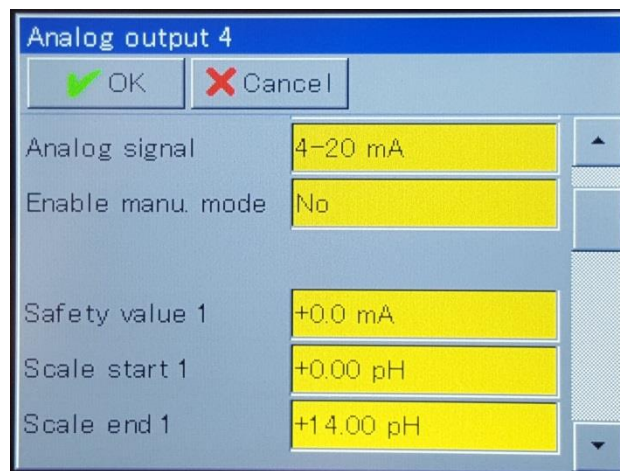 Analog output 4
OK Cancel
Analog signal 4-20 mA
Enable manu. mode No
Safety value 1 +0.0 mA
Scale start 1 +0.00 pH
Scale end 1 +14.00 pH